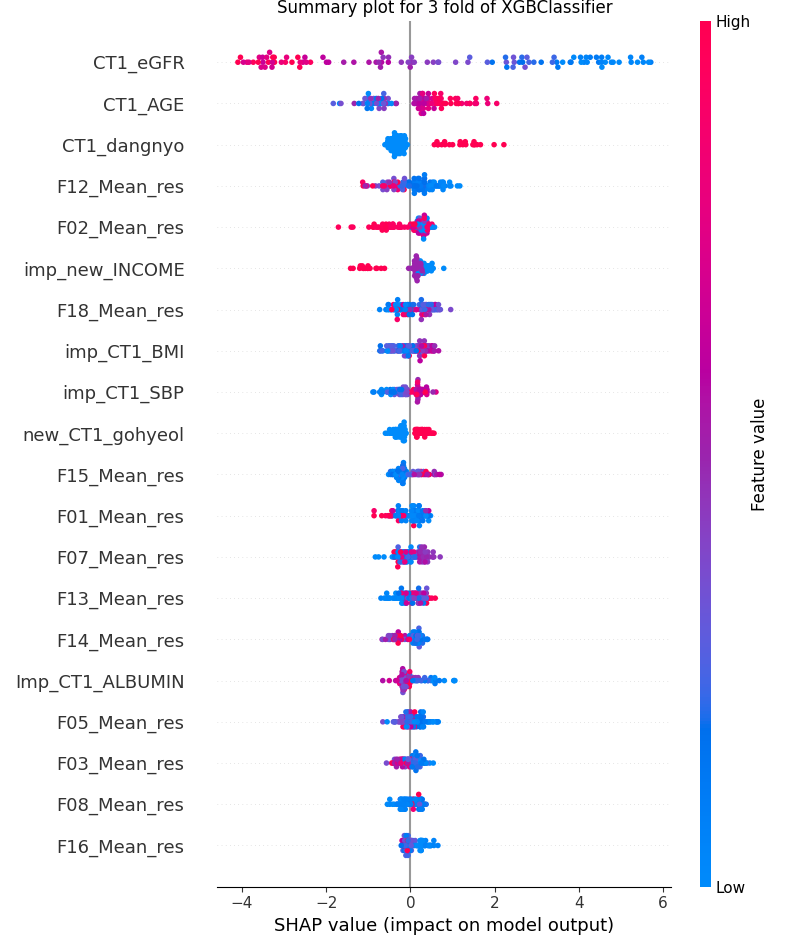 Summary plot for 3 fold of XGBClassifier
High
CT1_eGFR
CT1_AGE
CT1_dangnyo
F12_Mean_res
F02_Mean_res
imp_new_INCOME
F18_Mean_res
imp_CT1_BMI
imp_CT1_SBP
new_CT1_gohyeol
F15_Mean_res
F01_Mean_res
F07_Mean_res
F13_Mean_res
F14_Mean_res
Imp_CT1_ALBUMIN
F05_Mean_res
F03_Mean_res
F08_Mean_res
F16_Mean_res
Feature value
Low
−4 −2 0 2 4 6
SHAP value (impact on model output)